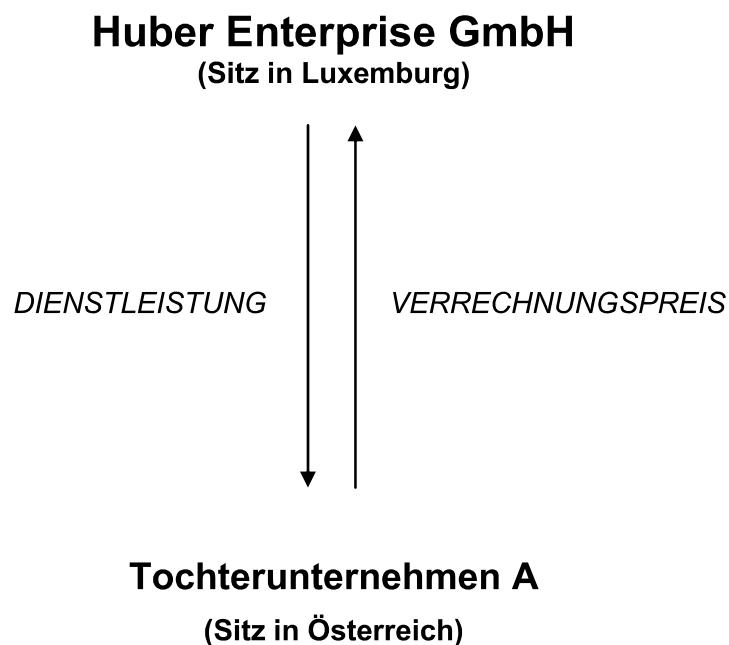 Huber Enterprise GmbH
(Sitz in Luxemburg)
DIENSTLEISTUNG
VERRECHNUNGSPREIS
Tochterunternehmen A
(Sitz in Österreich)